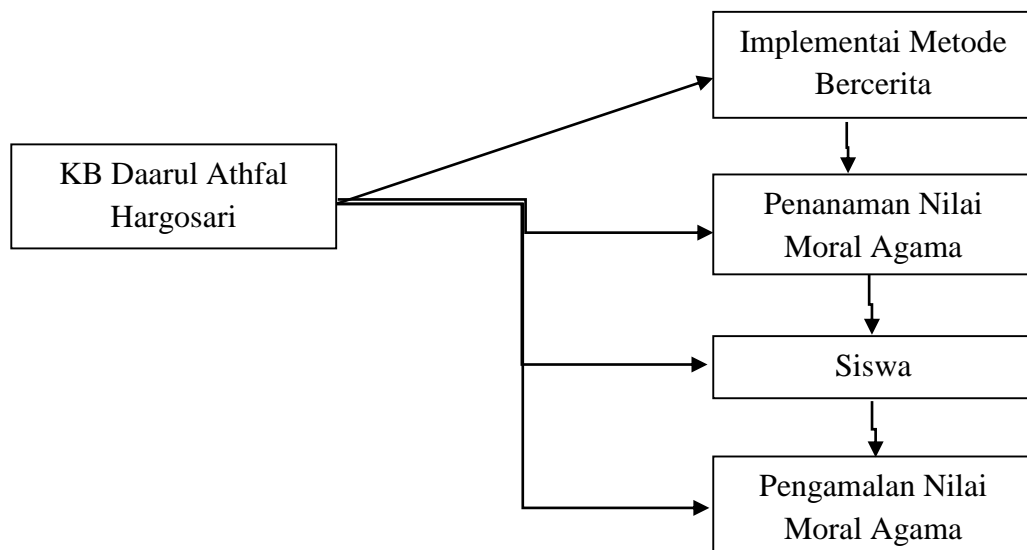 Implementai Metode
Bercerita
KB Daarul Athfal
Hargosari
Penanaman Nilai
Moral Agama
Siswa
Pengamalan Nilai
Moral Agama